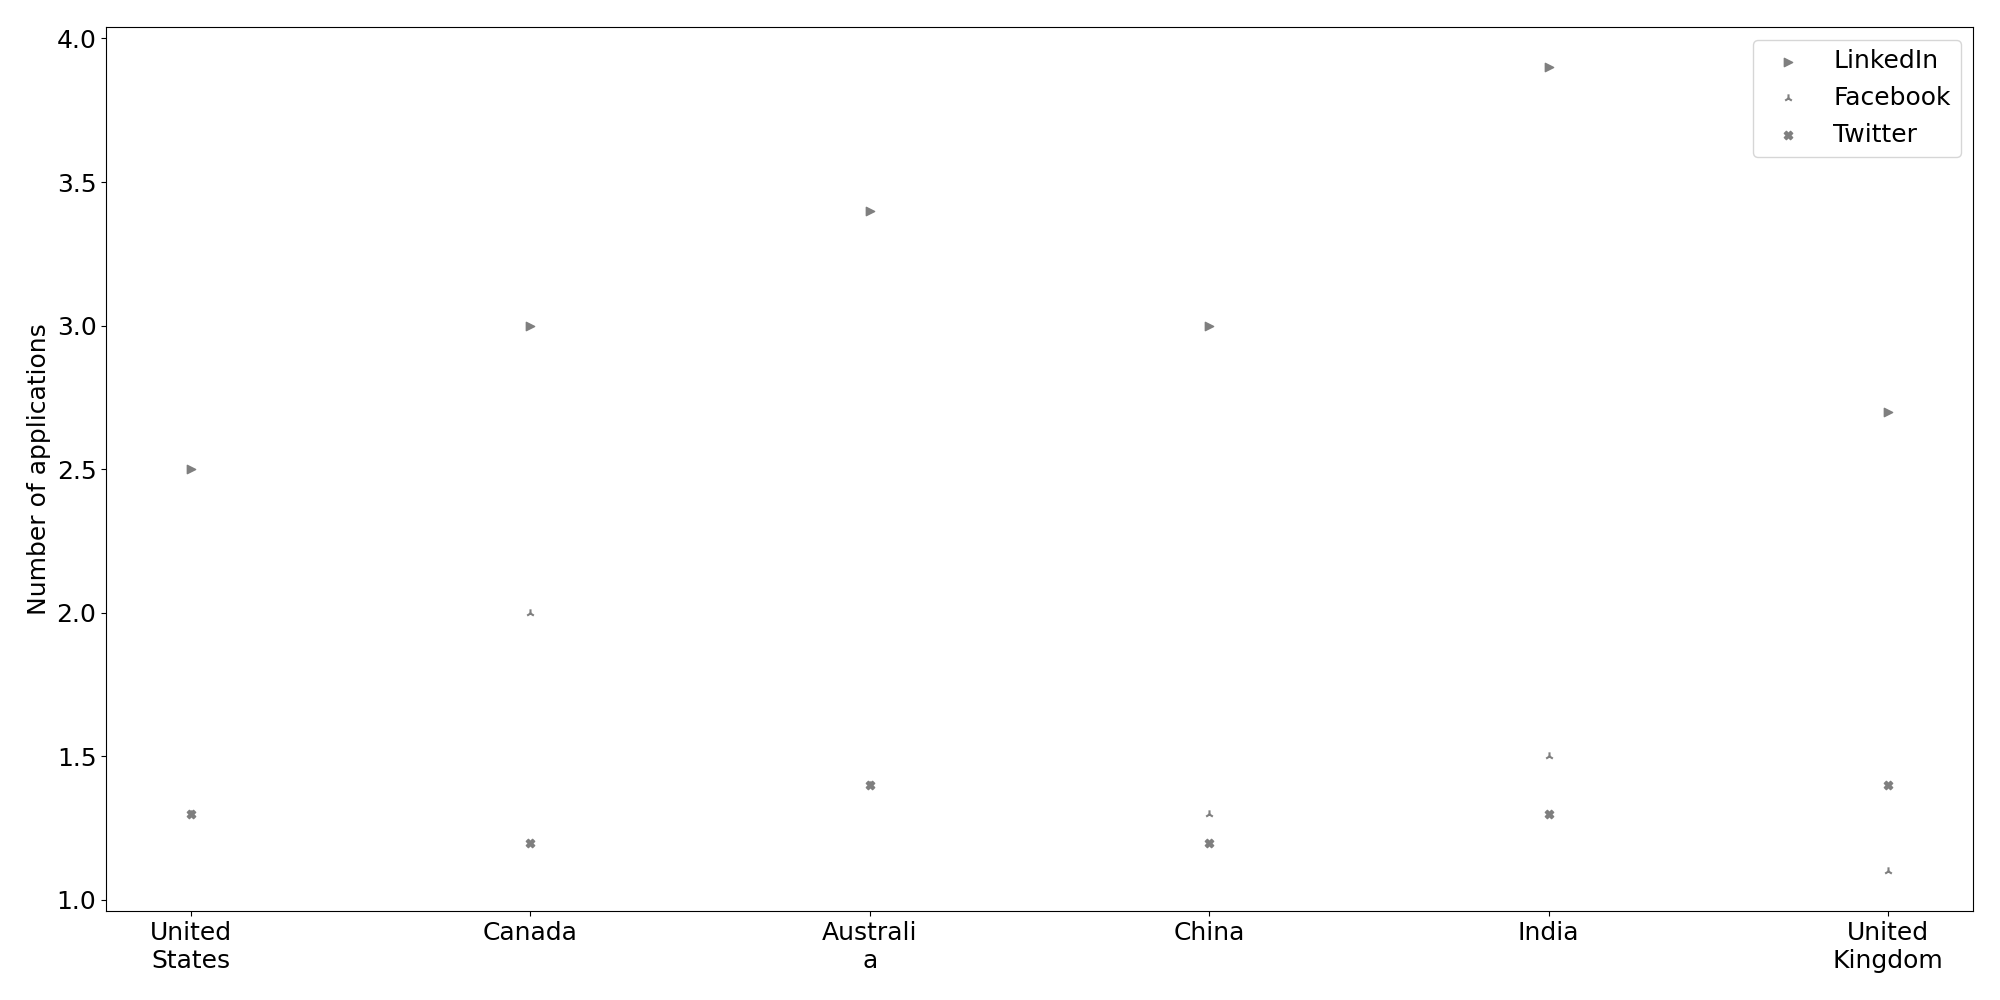 4.0
3.5
3.0
2.5
2.0
1.5
1.0
Number of applications
LinkedIn
Facebook
Twitter
United
States
Canada
Australi
a
China
India
United
Kingdom